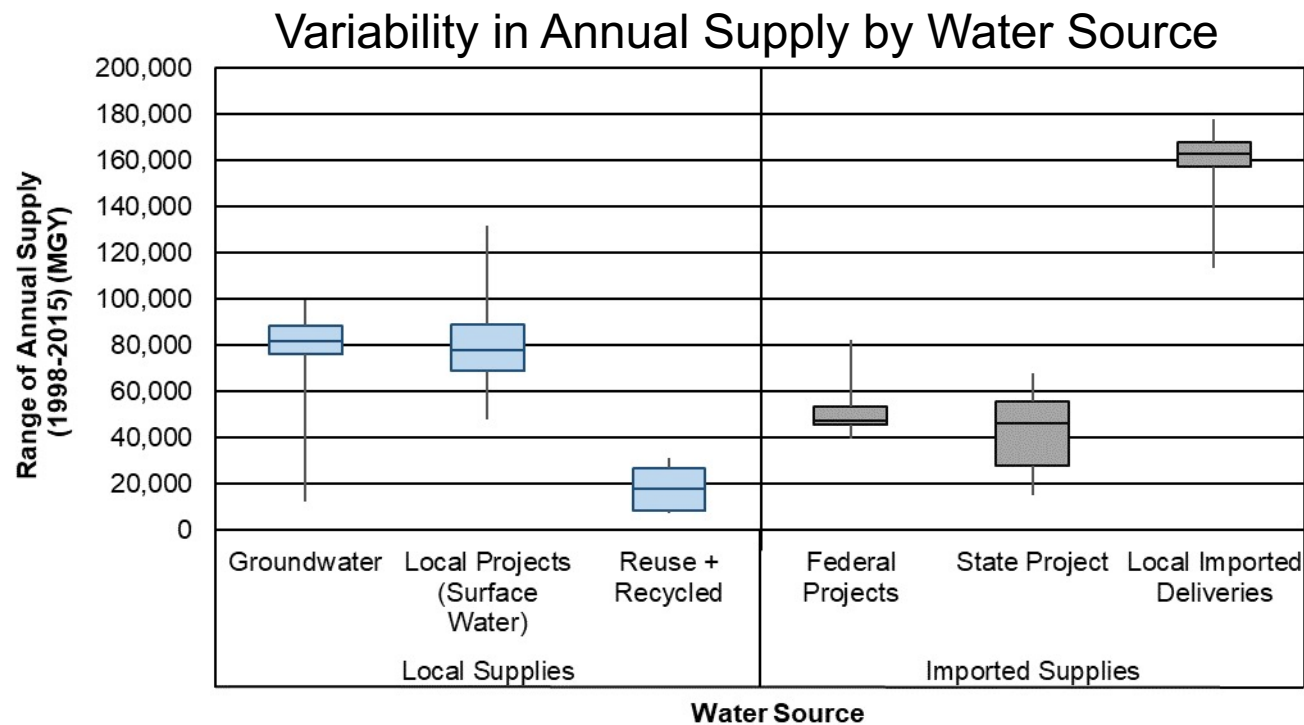 Variability in Annual Supply by Water Source
Range of Annual Supply
(1998-2015) (MGY)
200,000
180,000
160,000
140,000
120,000
100,000
80,000
60,000
40,000
20,000
0
Groundwater
Local Projects
(Surface
Water)
Reuse +
Recycled
Federal
Projects
State Project
Local Imported
Deliveries
Local Supplies
Imported Supplies
Water Source